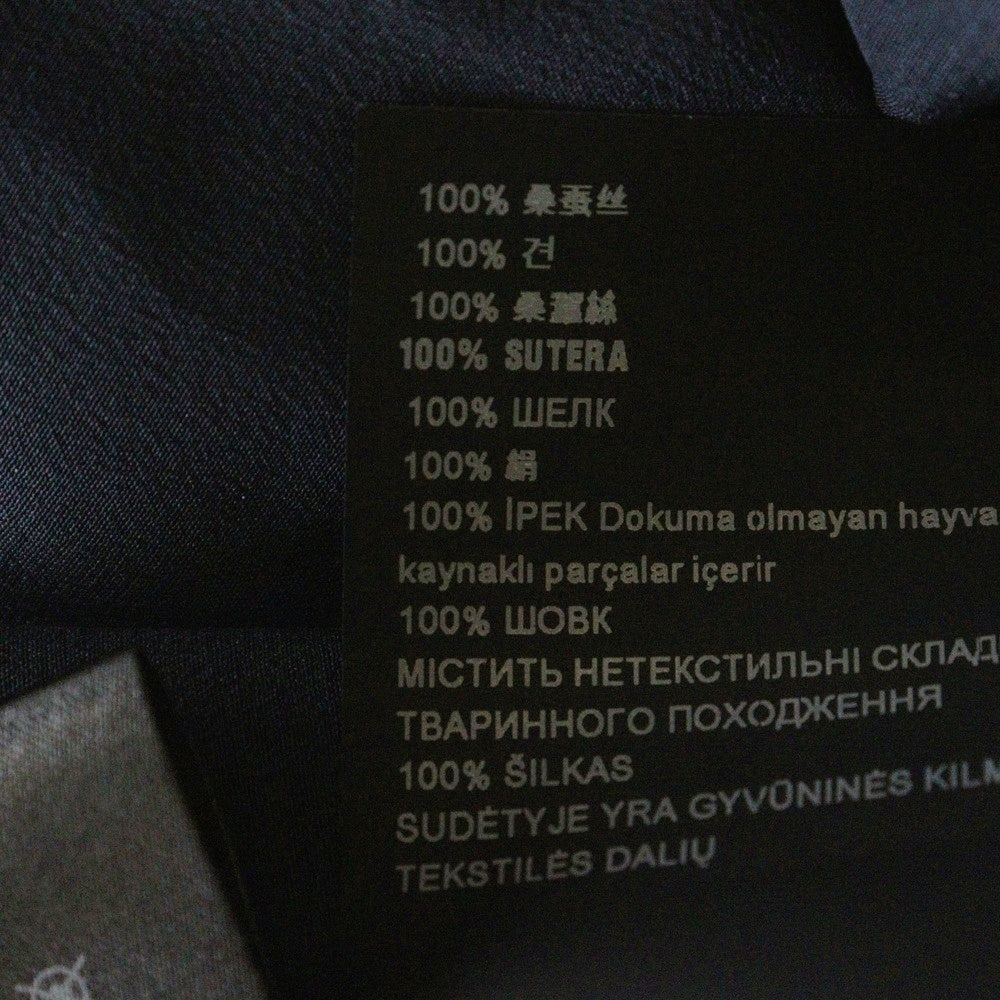 100% 桑蚕丝
100% 견
100% 桑蠶絲
100% SUTERA
100% ШЕЛК
100% 絹
100% İPEK Dokuma olmayan hayva
kaynaklı parçalar içerir
100% ШОВК
МІСТИТЬ НЕТЕКСТИЛЬНІ СКЛАД
ТВАРИННОГО ПОХОДЖЕННЯ
100% ŠILKAS
SUDĖTYJE YRA GYVŪNINĖS KILM
TEKSTILĖS DALIŲ